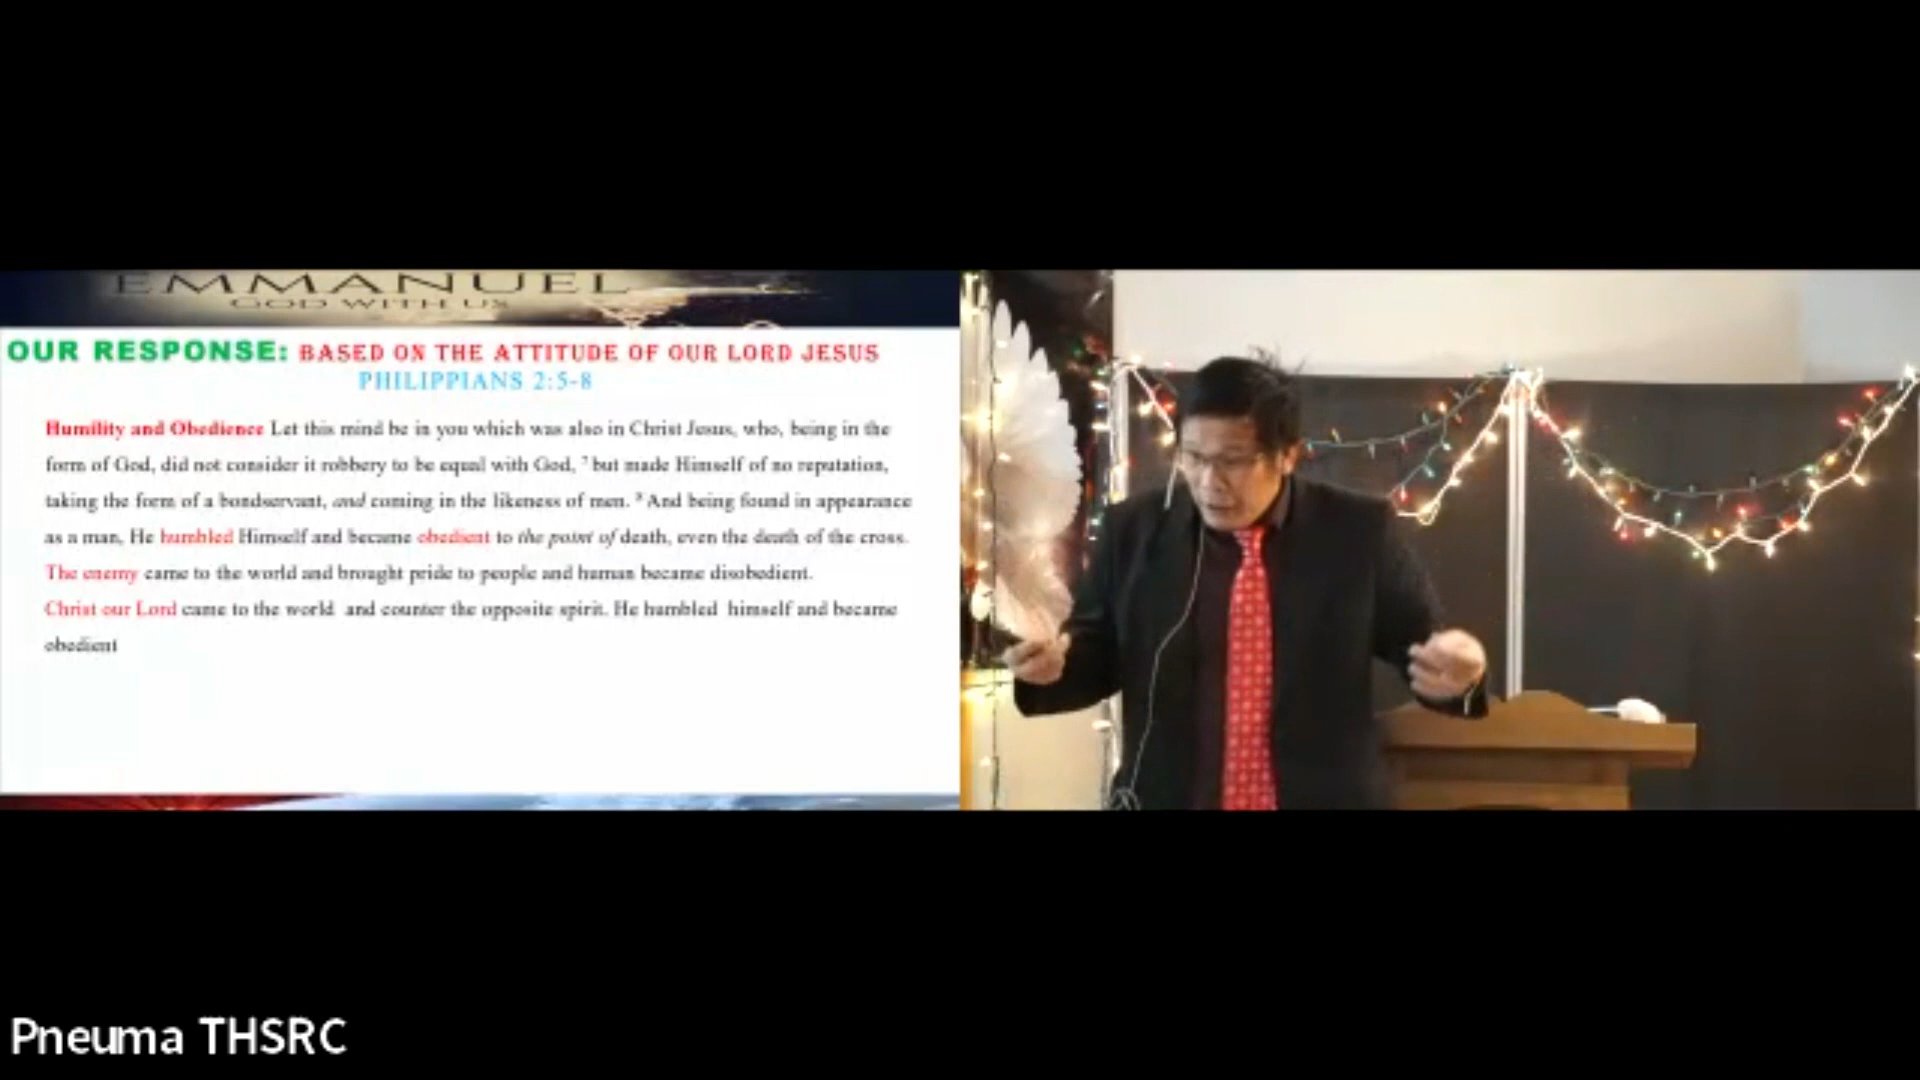 EMMANUEL
GOD WITH US
OUR RESPONSE: BASED ON THE ATTITUDE OF OUR LORD JESUS
PHILIPPIANS 2:5-8
Humility and Obedience Let this mind be in you which was also in Christ Jesus, who, being in the
form of God, did not consider it robbery to be equal with God, ⁷ but made Himself of no reputation,
taking the form of a bondservant, and coming in the likeness of men. ⁸ And being found in appearance
as a man, He humbled Himself and became obedient to the point of death, even the death of the cross.
The enemy came to the world and brought pride to people and human became disobedient.
Christ our Lord came to the world and counter the opposite spirit. He humbled himself and became
obedient
Pneuma THSRC